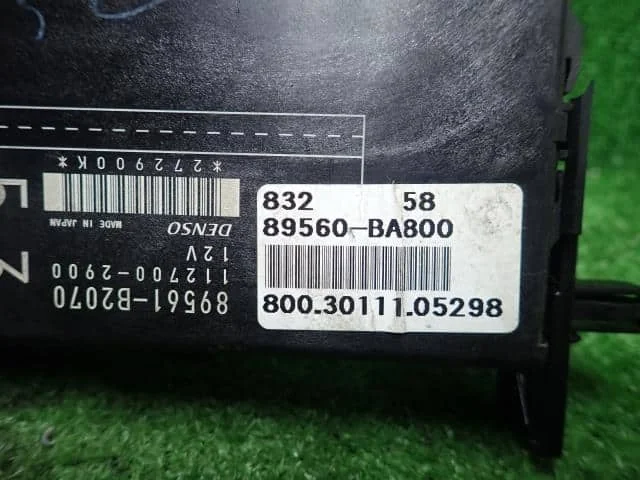 832 58
89560-BA800
800.30111.05298
89561-B2070
112700-2900
12V
DENSO MADE IN JAPAN
*272900K*